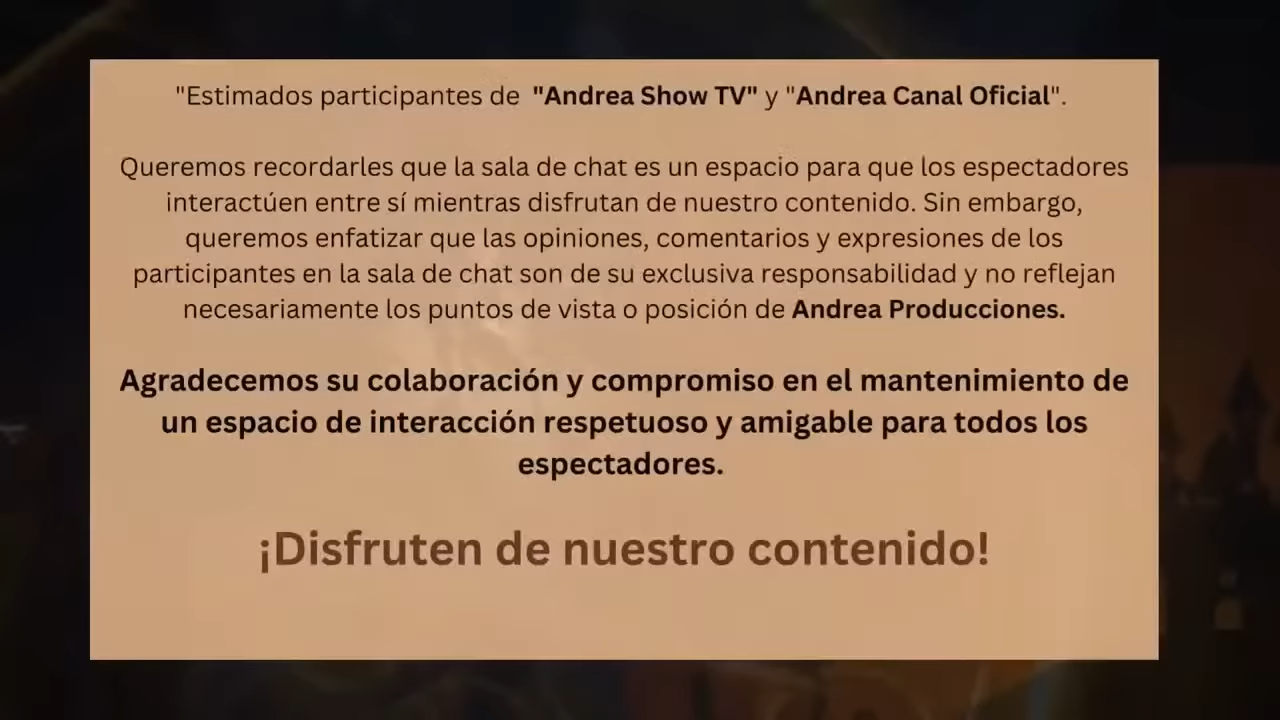 "Estimados participantes de "Andrea Show TV" y "Andrea Canal Oficial".
Queremos recordarles que la sala de chat es un espacio para que los espectadores
interactúen entre sí mientras disfrutan de nuestro contenido. Sin embargo,
queremos enfatizar que las opiniones, comentarios y expresiones de los
participantes en la sala de chat son de su exclusiva responsabilidad y no reflejan
necesariamente los puntos de vista o posición de Andrea Producciones.
Agradecemos su colaboración y compromiso en el mantenimiento de
un espacio de interacción respetuoso y amigable para todos los
espectadores.
¡Disfruten de nuestro contenido!